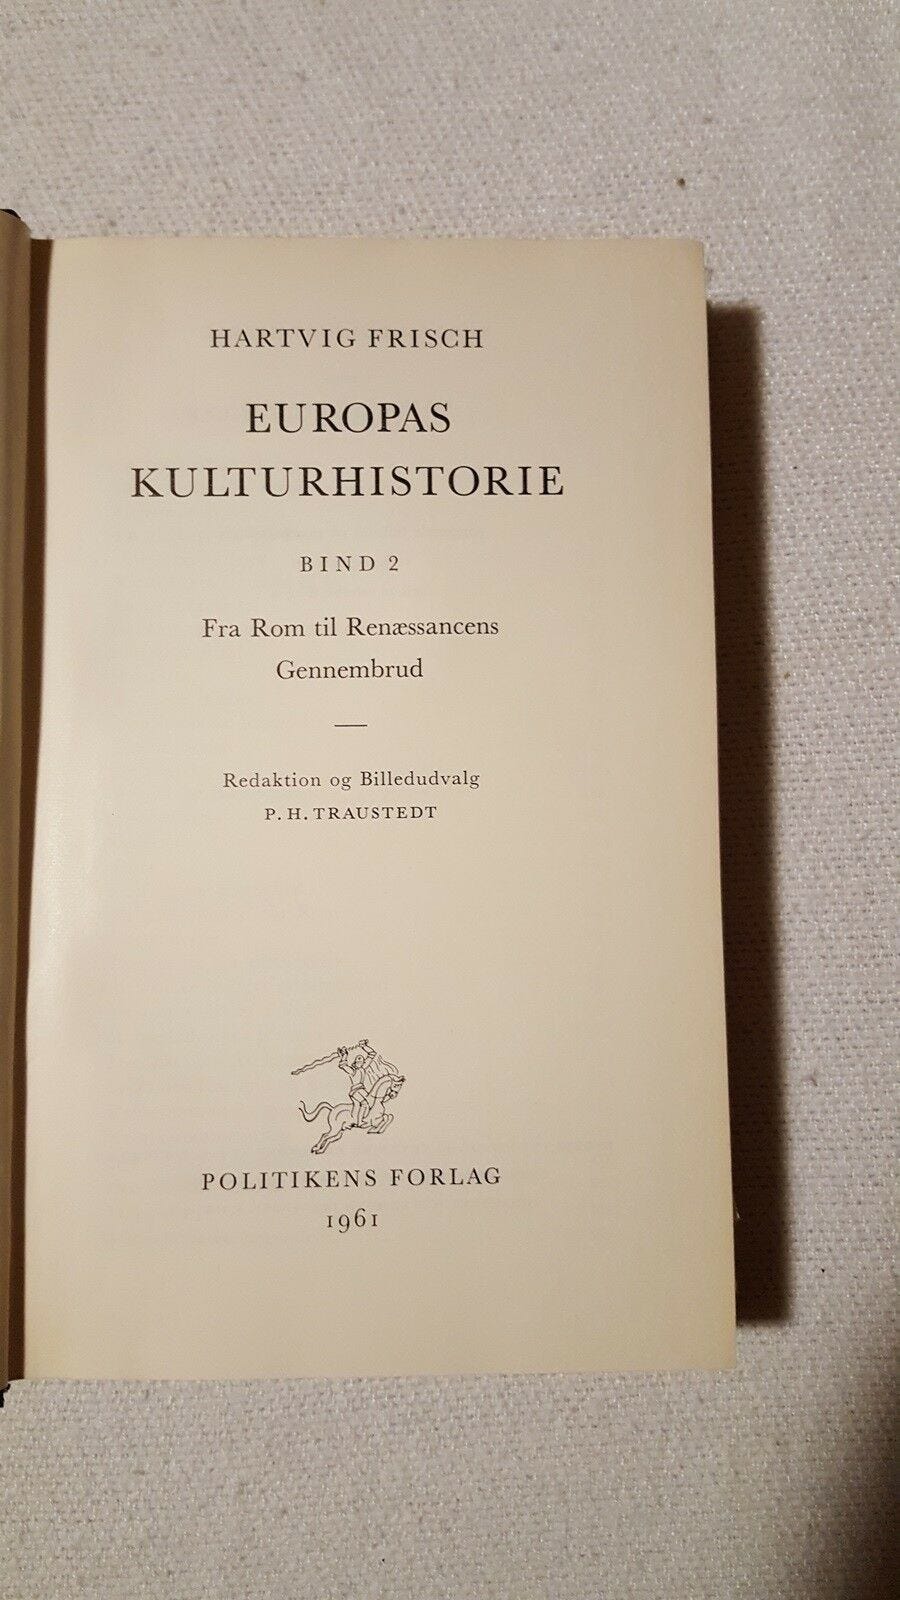 HARTVIG FRISCH
EUROPAS
KULTURHISTORIE
BIND 2
Fra Rom til Renæssancens
Gennembrud
Redaktion og Billedudvalg
P. H. TRAUSTEDT
POLITIKENS FORLAG
1961